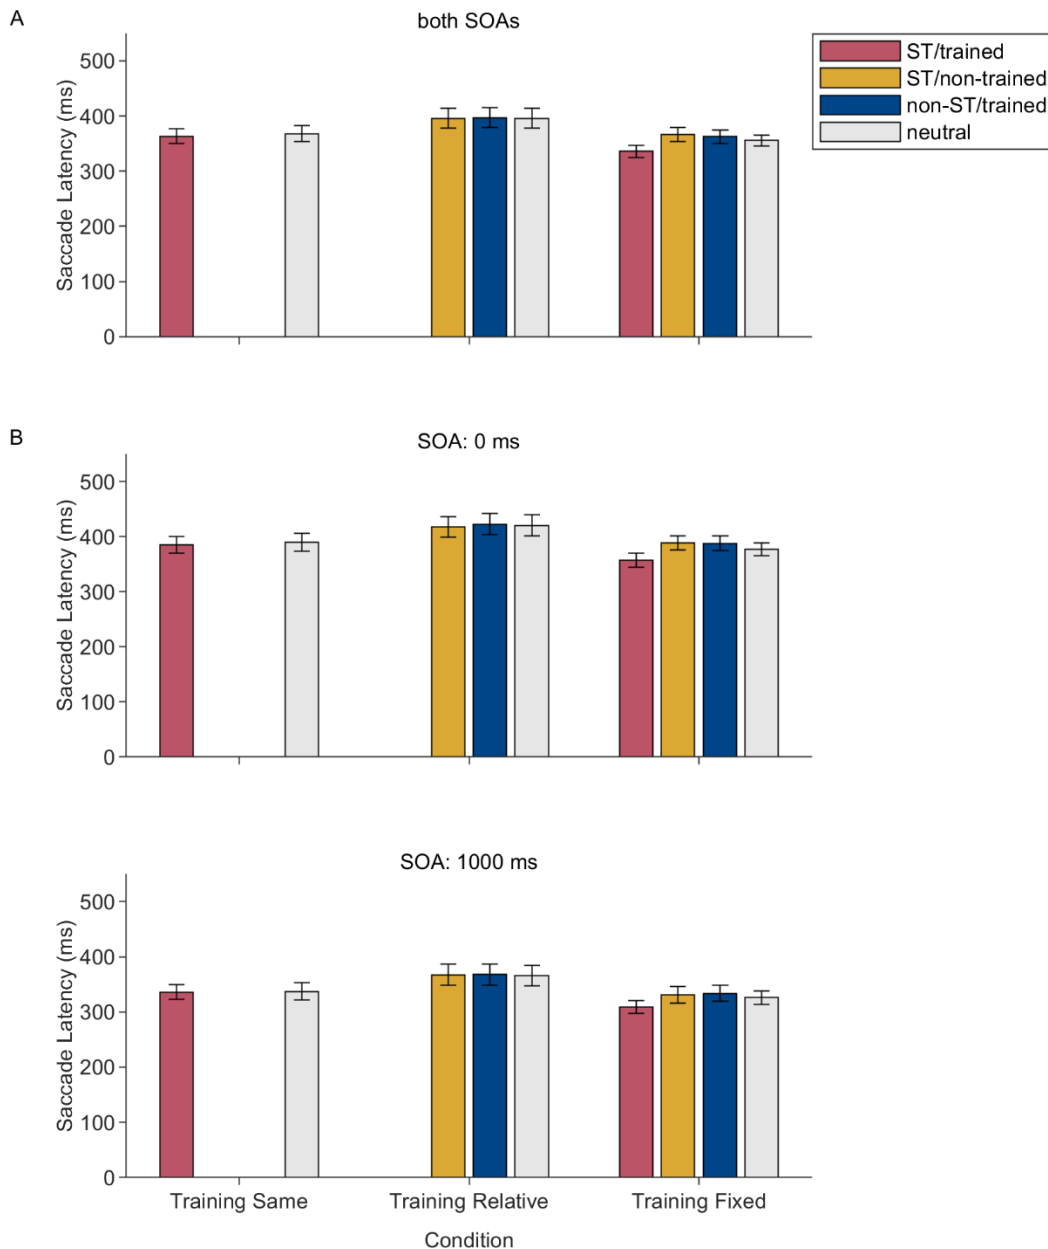 A
both SOAs
ST/trained
ST/non-trained
non-ST/trained
neutral
Saccade Latency (ms)
500
400
300
200
100
0
B
SOA: 0 ms
Saccade Latency (ms)
500
400
300
200
100
0
SOA: 1000 ms
Saccade Latency (ms)
500
400
300
200
100
0
Training Same
Training Relative
Training Fixed
Condition